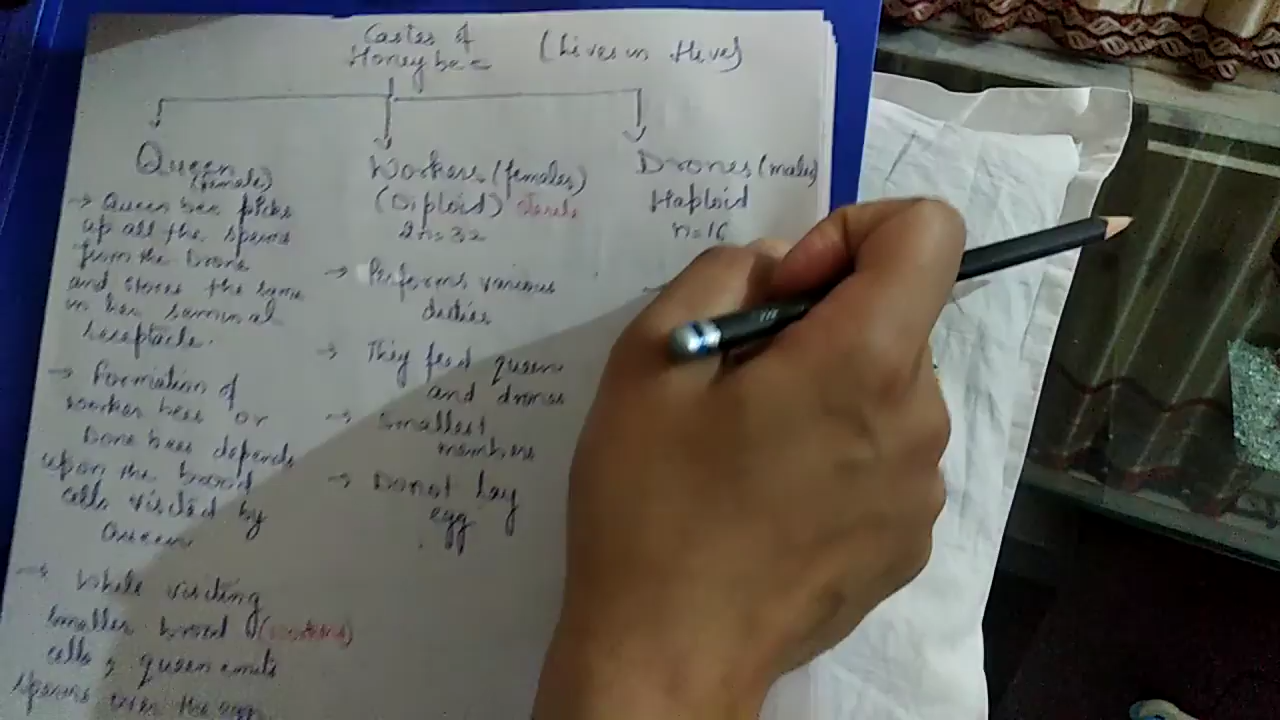 Castes of
Honey bee (Lives in Hive)
Queen
(female)
→ Queen bee picks
up all the sperms
from the Drone
and stores the same
in her seminal
receptacle.
→ Formation of
worker bees or
Drone bees depends
upon the brood
cells visited by
Queen
→ While visiting
smaller brood (workers)
cells, queen emits
sperms over the egg
Workers (females)
(Diploid) sterile
2n=32
→ Performs various
duties
→ They feed queen
and drones
→ Smallest
members
→ Donot lay
egg
Drones (males)
Haploid
n=16